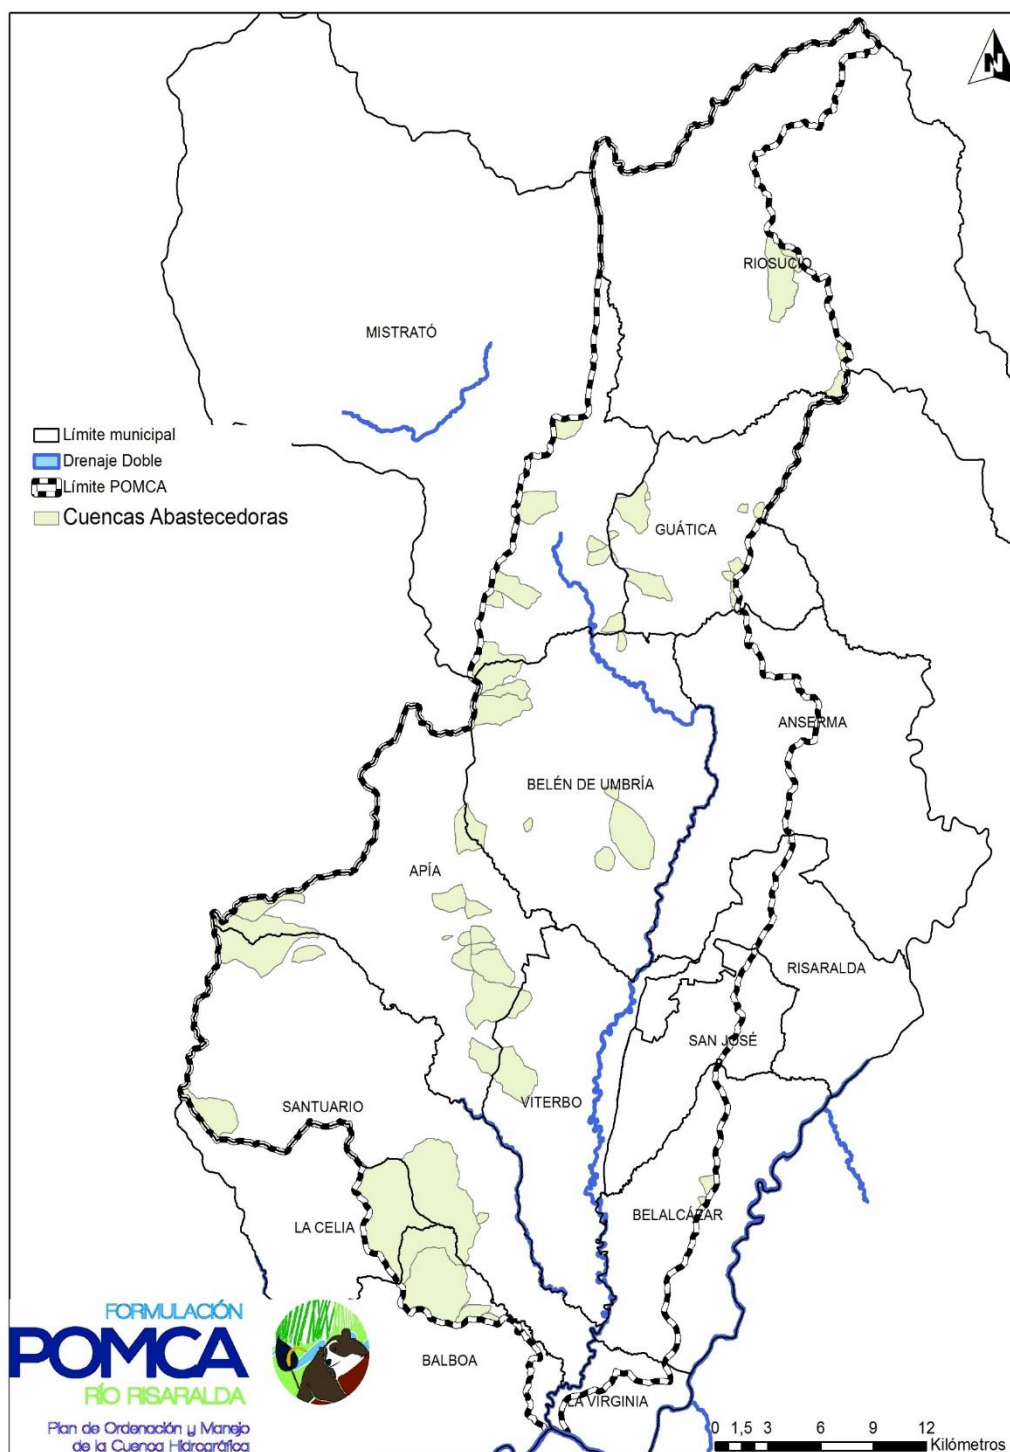 N
RIOSUCIO
MISTRATÓ
Límite municipal
Drenaje Doble
Límite POMCA
Cuencas Abastecedoras
GUÁTICA
ANSERMA
BELÉN DE UMBRÍA
APÍA
RISARALDA
SAN JOSÉ
VITERBO
SANTUARIO
BELALCÁZAR
LA CELIA
FORMULACIÓN
POMCA
RÍO RISARALDA
Plan de Ordenación y Manejo
de la Cuenca Hidrográfica
BALBOA
LA VIRGINIA
0 1,5 3 6 9 12
Kilómetros